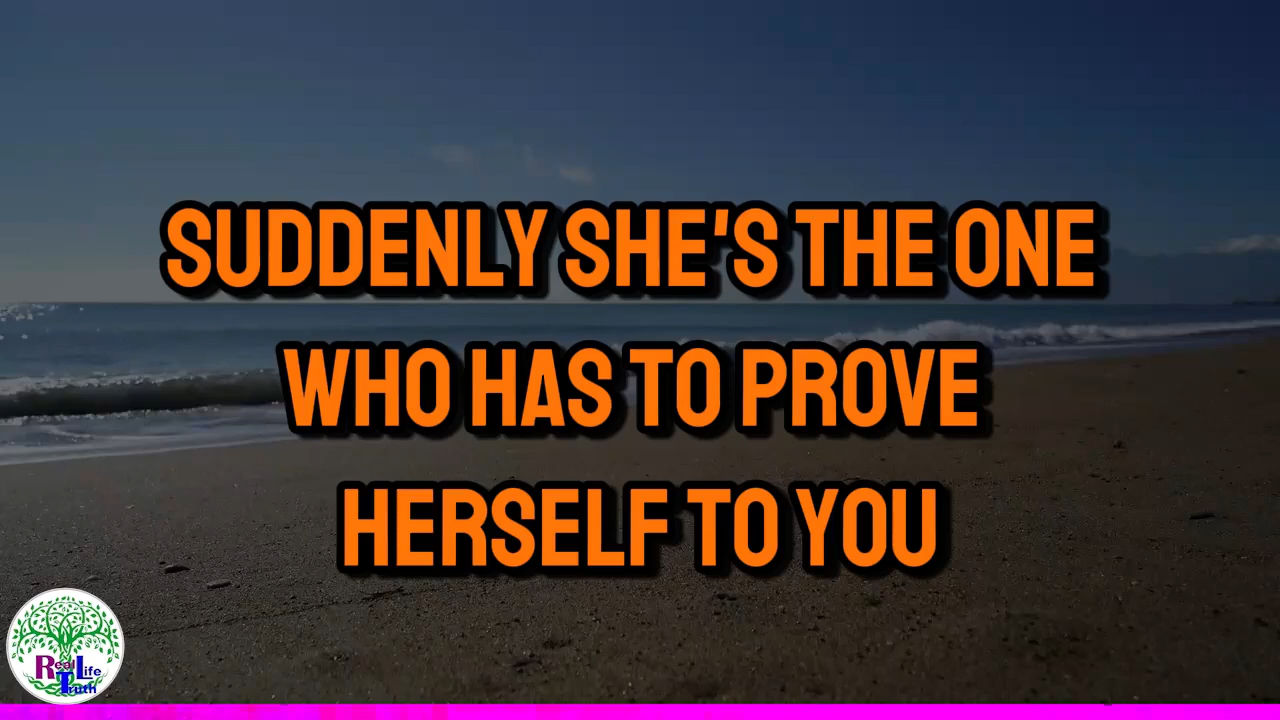 SUDDENLY SHE'S THE ONE
WHO HAS TO PROVE
HERSELF TO YOU
Real Life
Truth